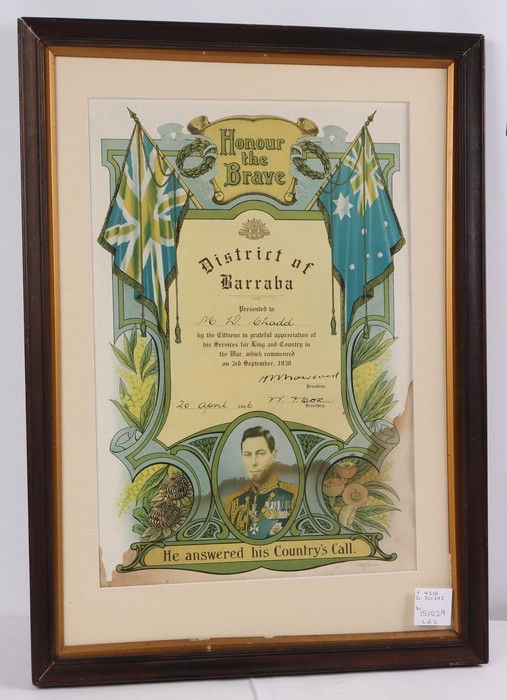 Honour
the
Brave
District of
Barraba
Presented to
D. Chadd
by the Citizens in grateful appreciation of
his Services for King and Country in
the War, which commenced
on 3rd September, 1939
President.
20 April
Secretary.
He answered his Country's Call.
151029